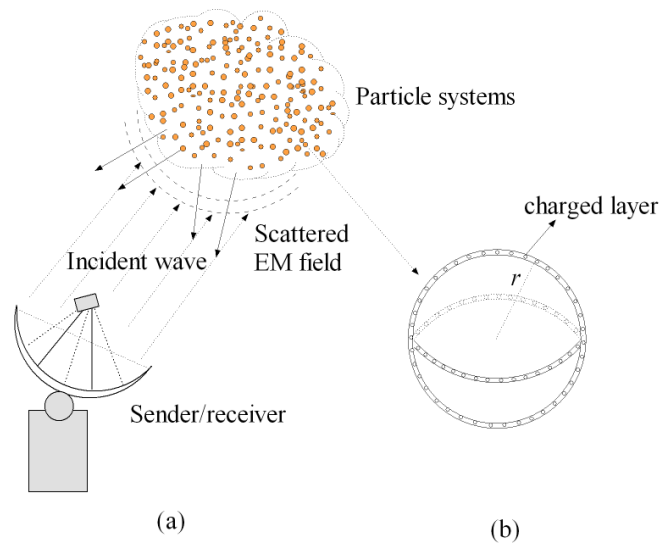 Particle systems
charged layer
r
Scattered
EM field
Incident wave
Sender/receiver
(a)
(b)